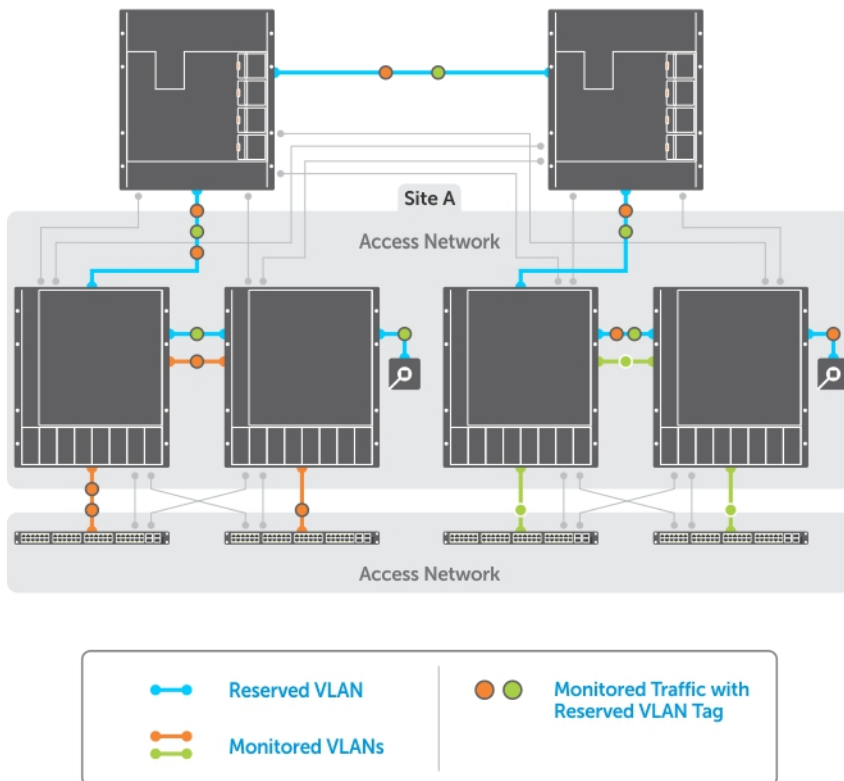 Site A
Access Network
Access Network
Reserved VLAN
Monitored VLANs
Monitored Traffic with
Reserved VLAN Tag